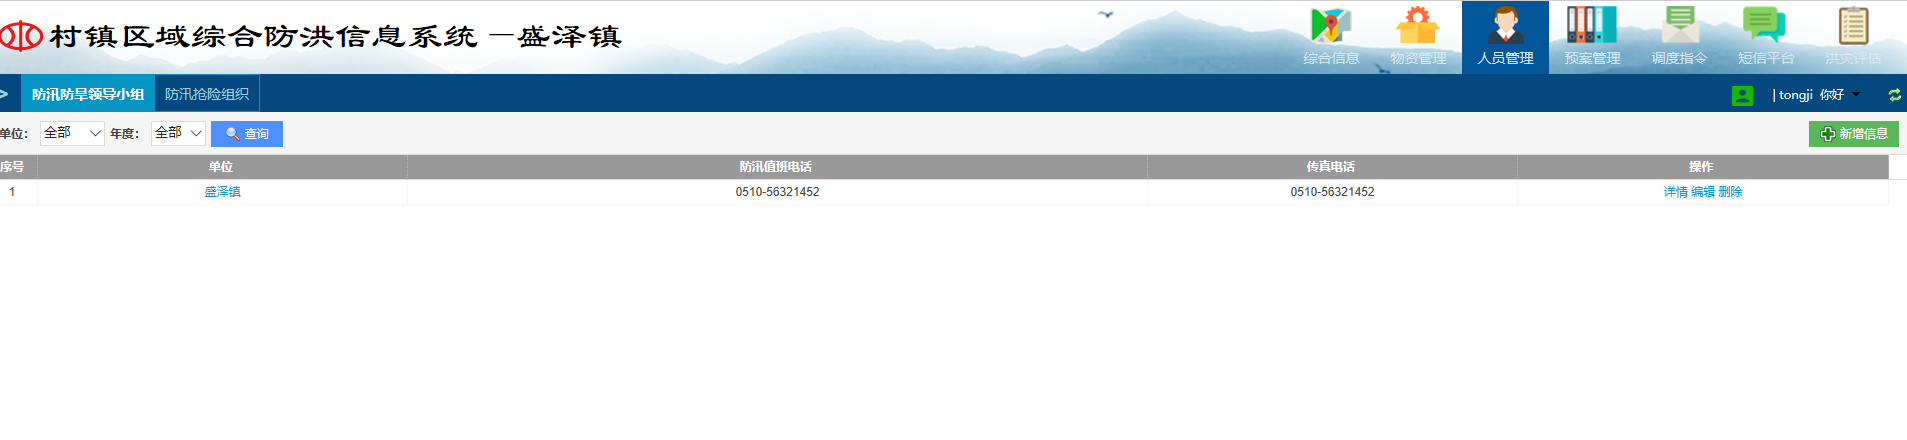 村镇区域综合防洪信息系统 —盛泽镇
综合信息 物资管理 人员管理 预案管理 调度指令 短信平台 洪灾评估
> 防汛防旱领导小组 防汛抢险组织 | tongji 你好
单位: 全部 年度: 全部 查询 新增信息
序号 单位 防汛值班电话 传真电话 操作
1 盛泽镇 0510-56321452 0510-56321452 详情 编辑 删除